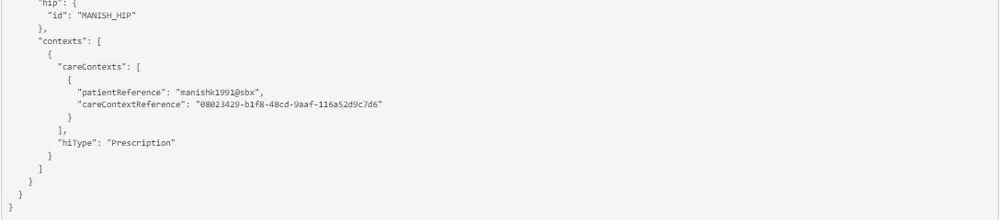 "hip": {
"id": "MANISH_HIP"
},
"contexts": [
{
"careContexts": [
{
"patientReference": "manishk1991@sbx",
"careContextReference": "08023429-b1f8-48cd-9aaf-116a52d9c7d6"
}
],
"hiType": "Prescription"
}
]
}
}
}